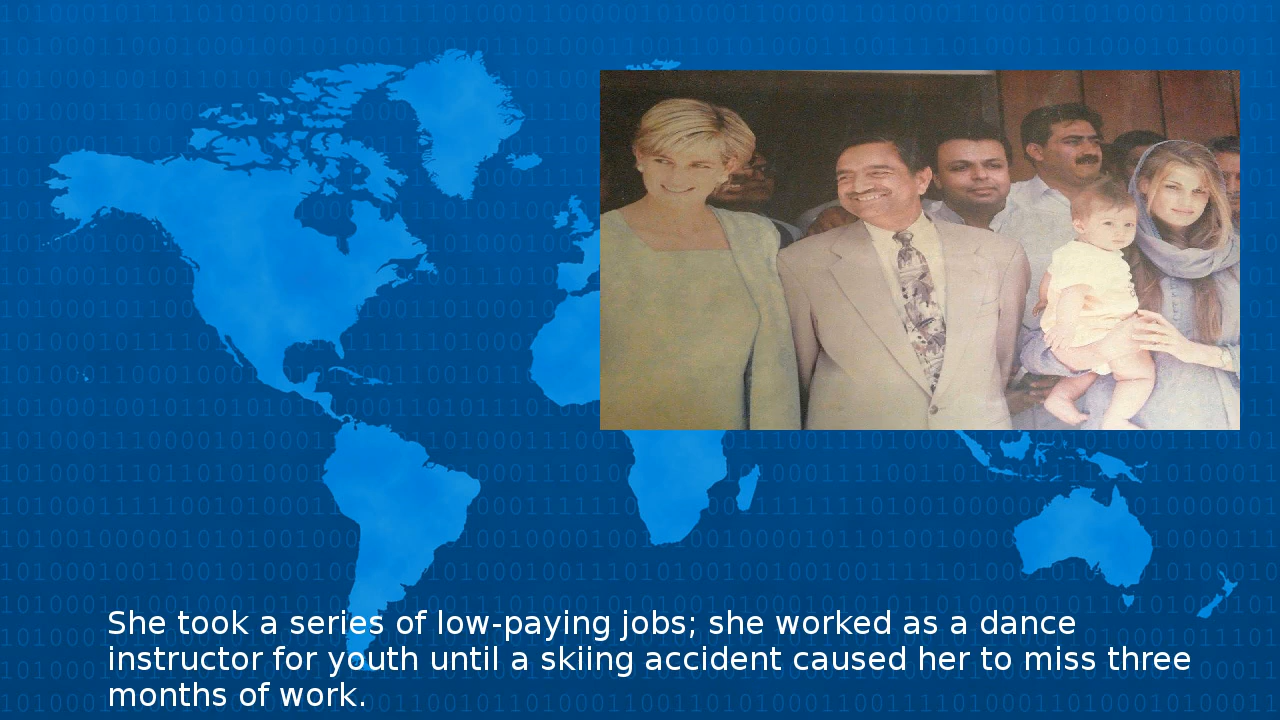 She took a series of low-paying jobs; she worked as a dance
instructor for youth until a skiing accident caused her to miss three
months of work.